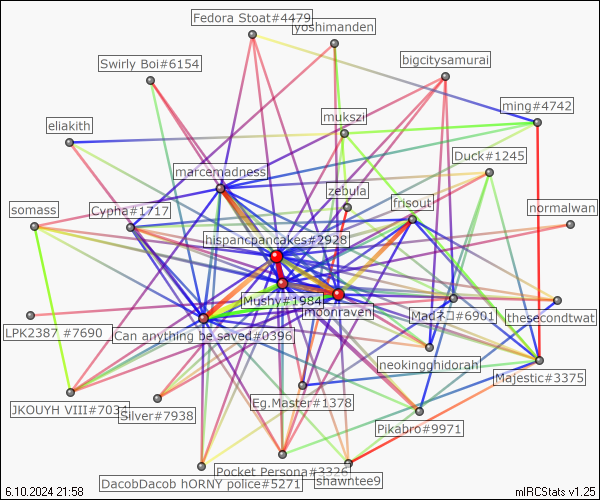 Fedora Stoat#4479
yoshimanden
Swirly Boi#6154
bigcitysamurai
ming#4742
mukszi
eliakith
Duck#1245
marcemadness
zebula
frisout
somass
Cypha#1717
normalwan
hispancpancakes#2928
Mushy#1984
moonraven
Madネコ#6901
thesecondtwat
LPK2387 #7690
Can anything be saved#0396
neokingghidorah
Majestic#3375
JKOUYH VIII#7034
Silver#7938
Eg.Master#1378
Pikabro#9971
Pocket Persona#3326
shawntee9
DacobDacob hORNY police#5271
6.10.2024 21:58
mIRCStats v1.25